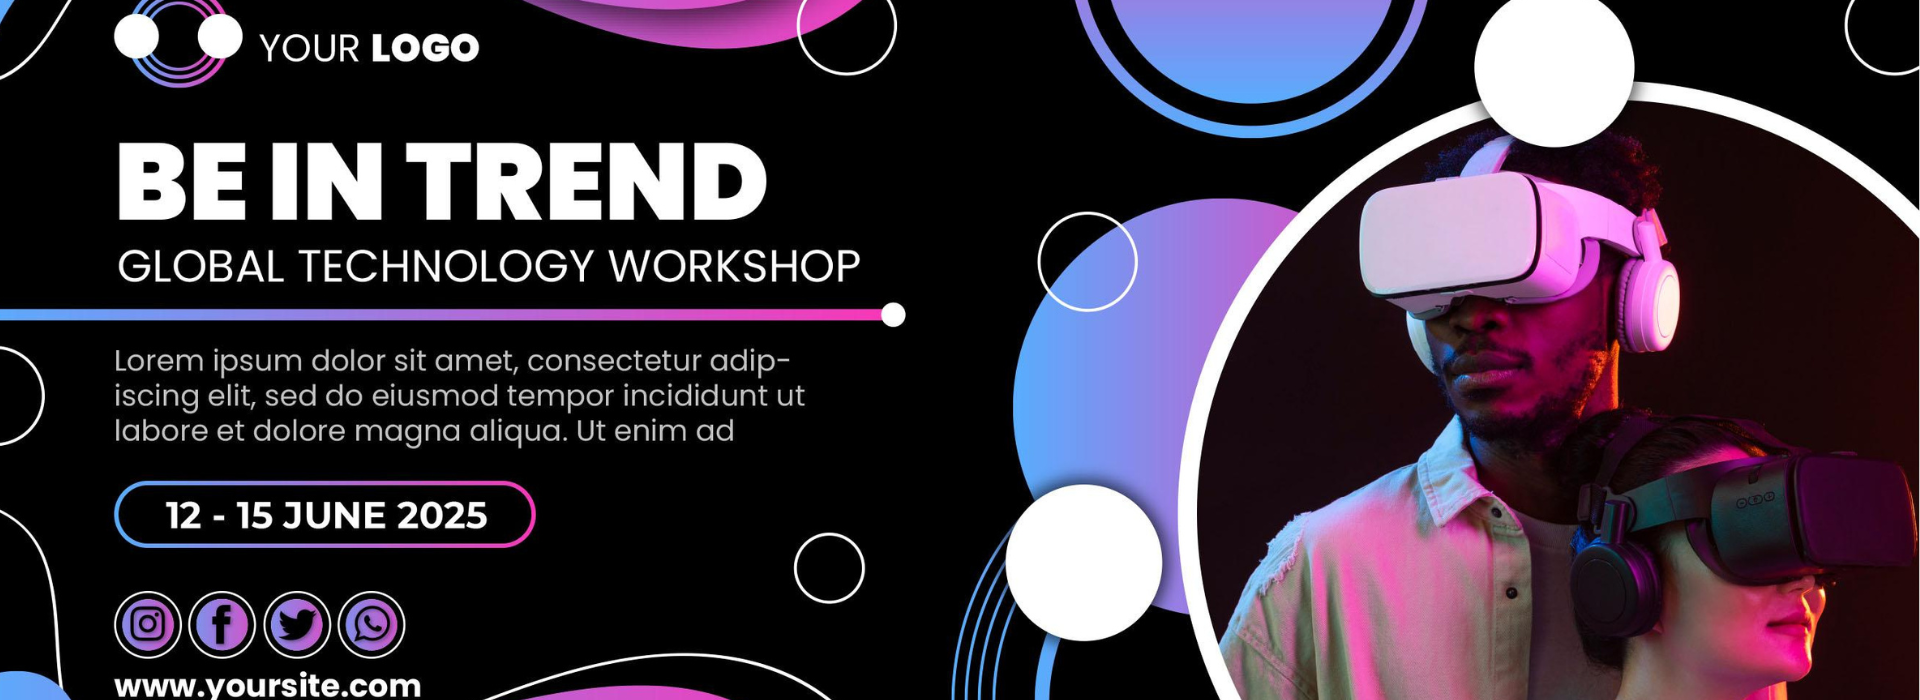 YOUR LOGO
BE IN TREND
GLOBAL TECHNOLOGY WORKSHOP
Lorem ipsum dolor sit amet, consectetur adip-
iscing elit, sed do eiusmod tempor incididunt ut
labore et dolore magna aliqua. Ut enim ad
12 - 15 JUNE 2025
www.yoursite.com